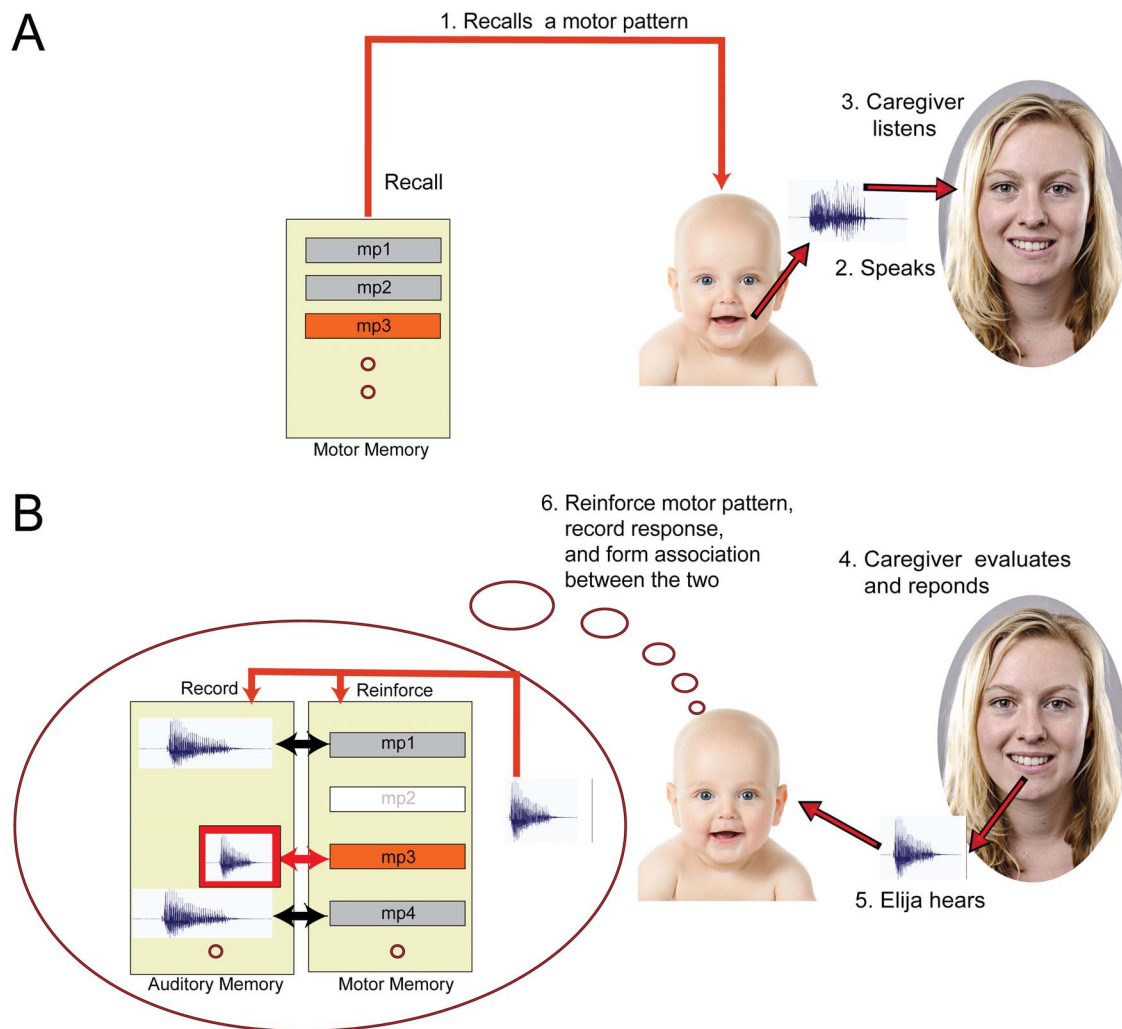 A
1. Recalls a motor pattern
3. Caregiver
listens
Recall
mp1
mp2
mp3
2. Speaks
Motor Memory
B
6. Reinforce motor pattern,
record response,
and form association
between the two
4. Caregiver evaluates
and reponds
Record
Reinforce
mp1
mp2
mp3
mp4
5. Elija hears
Auditory Memory
Motor Memory